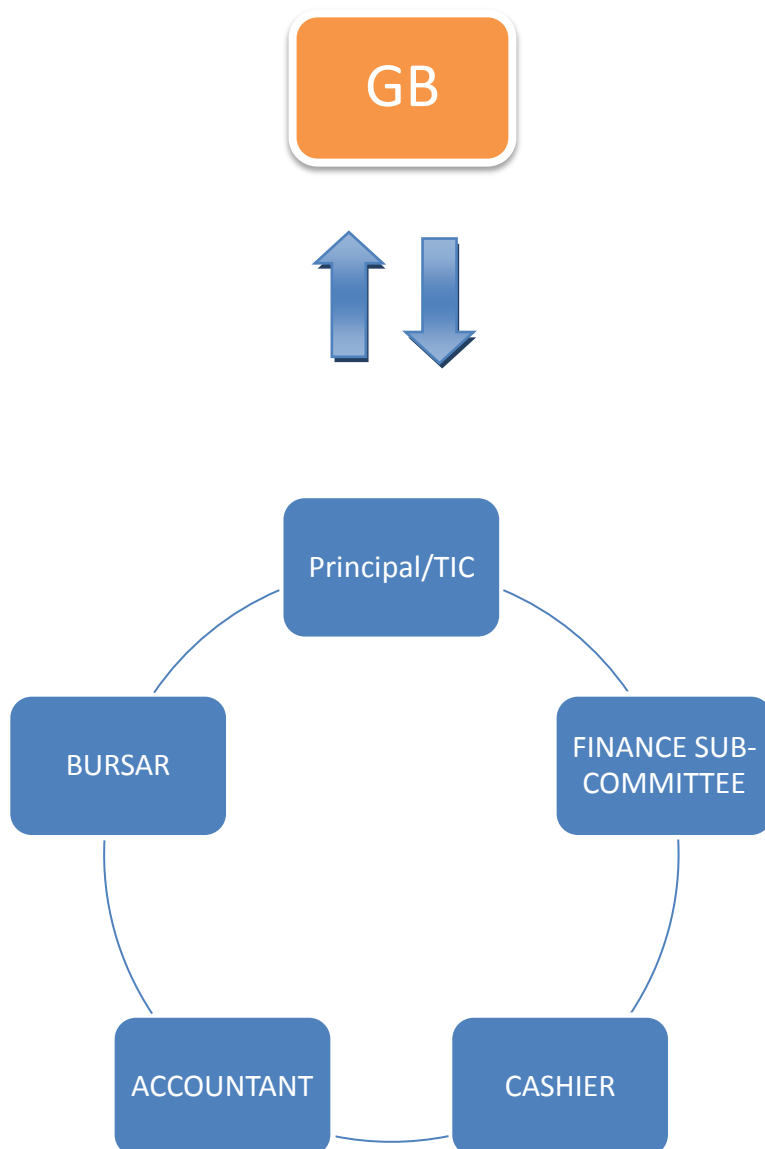 GB
Principal/TIC
BURSAR
FINANCE SUB-
COMMITTEE
ACCOUNTANT
CASHIER